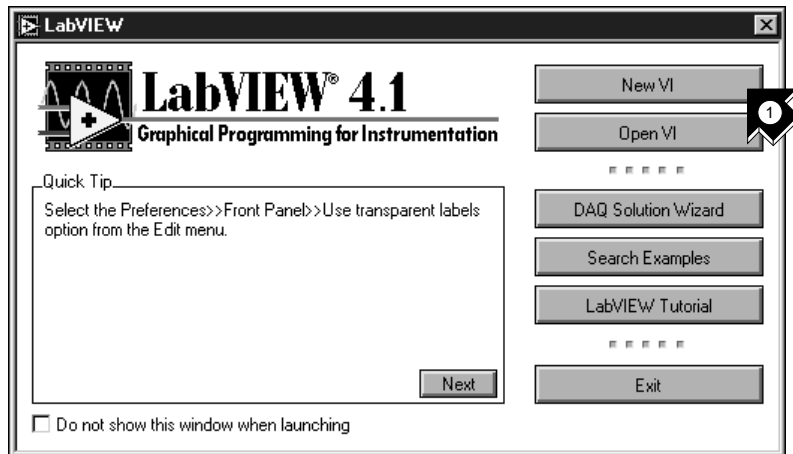 LabVIEW
LabVIEW® 4.1
Graphical Programming for Instrumentation
Quick Tip
Select the Preferences>>Front Panel>>Use transparent labels
option from the Edit menu.
Next
Do not show this window when launching
New VI
1
Open VI
DAQ Solution Wizard
Search Examples
LabVIEW Tutorial
Exit